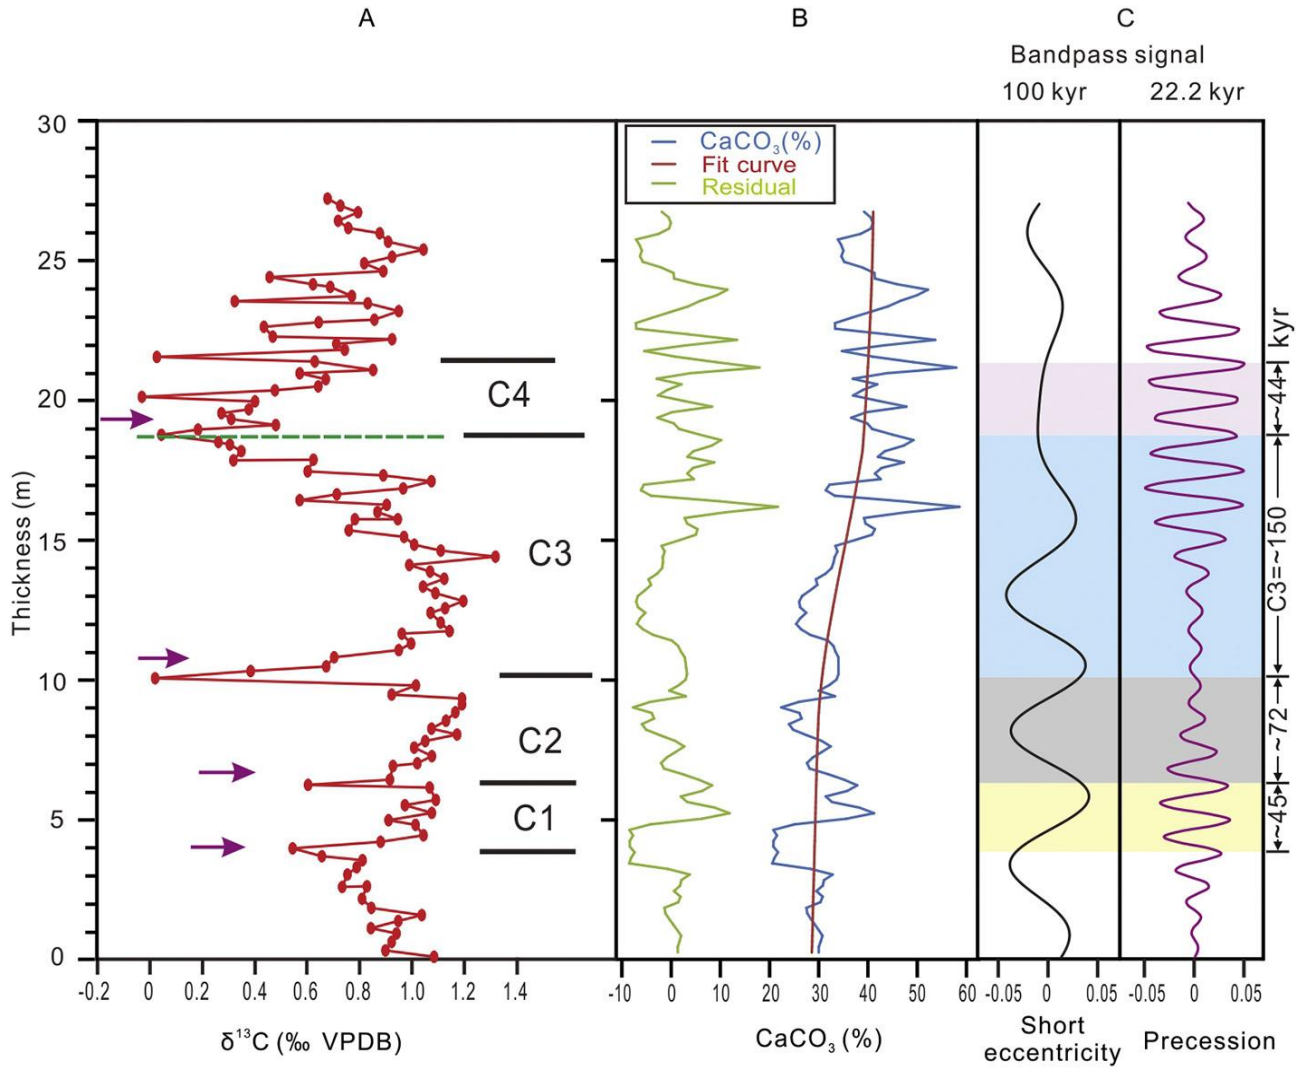 A
B
C
Bandpass signal
100 kyr
22.2 kyr
CaCO₃(%)
Fit curve
Residual
30
25
20
15
10
5
0
Thickness (m)
C4
C3
C2
C1
~44 kyr
C3=~150
~72
~45
-0.2 0 0.2 0.4 0.6 0.8 1.0 1.2 1.4
-10 0 10 20 30 40 50 60
-0.05 0 0.05
-0.05 0 0.05
δ¹³C (‰ VPDB)
CaCO₃ (%)
Short
eccentricity
Precession